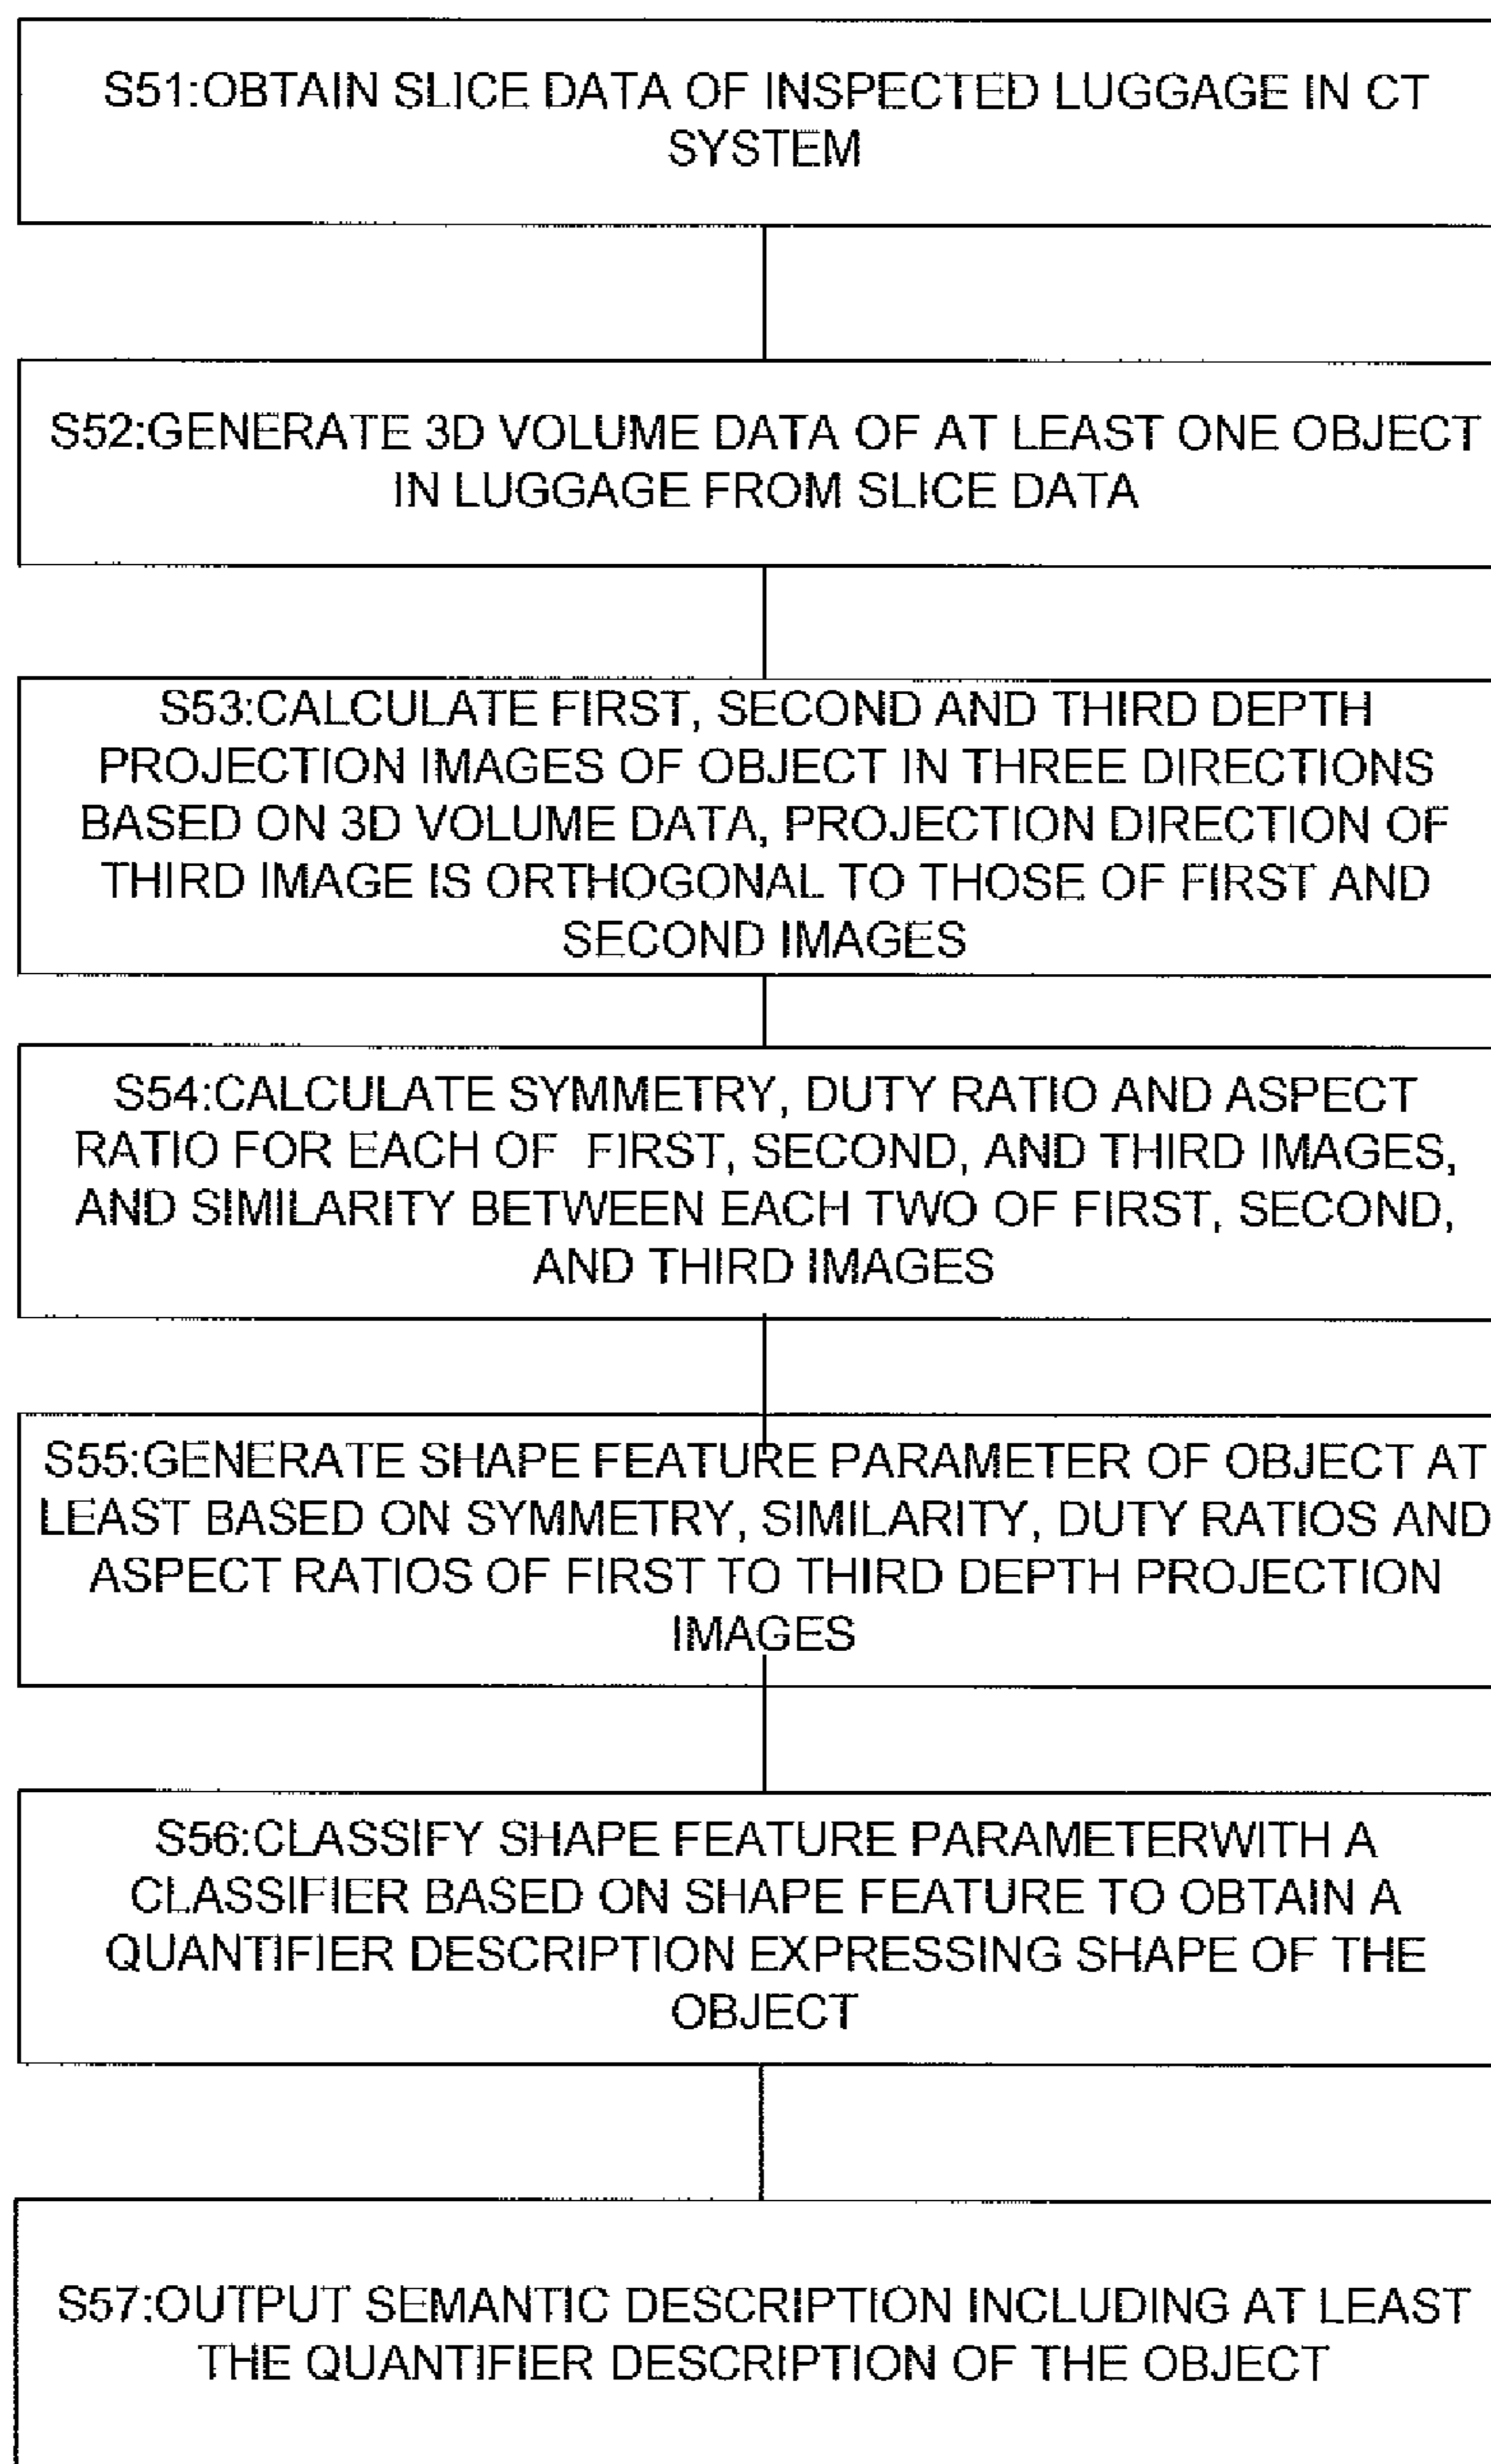 S51:OBTAIN SLICE DATA OF INSPECTED LUGGAGE IN CT
SYSTEM
S52:GENERATE 3D VOLUME DATA OF AT LEAST ONE OBJECT
IN LUGGAGE FROM SLICE DATA
S53:CALCULATE FIRST, SECOND AND THIRD DEPTH
PROJECTION IMAGES OF OBJECT IN THREE DIRECTIONS
BASED ON 3D VOLUME DATA, PROJECTION DIRECTION OF
THIRD IMAGE IS ORTHOGONAL TO THOSE OF FIRST AND
SECOND IMAGES
S54:CALCULATE SYMMETRY, DUTY RATIO AND ASPECT
RATIO FOR EACH OF FIRST, SECOND, AND THIRD IMAGES,
AND SIMILARITY BETWEEN EACH TWO OF FIRST, SECOND,
AND THIRD IMAGES
S55:GENERATE SHAPE FEATURE PARAMETER OF OBJECT AT
LEAST BASED ON SYMMETRY, SIMILARITY, DUTY RATIOS AND
ASPECT RATIOS OF FIRST TO THIRD DEPTH PROJECTION
IMAGES
S56:CLASSIFY SHAPE FEATURE PARAMETERWITH A
CLASSIFIER BASED ON SHAPE FEATURE TO OBTAIN A
QUANTIFIER DESCRIPTION EXPRESSING SHAPE OF THE
OBJECT
S57:OUTPUT SEMANTIC DESCRIPTION INCLUDING AT LEAST
THE QUANTIFIER DESCRIPTION OF THE OBJECT